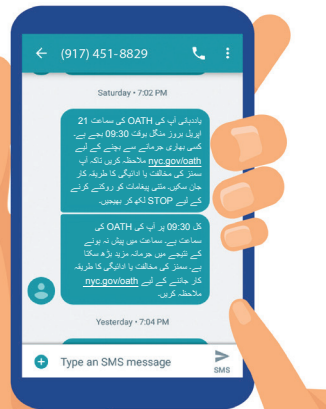 (917) 451-8829
Saturday • 7:02 PM
یاددہانی آپ کی OATH کی سماعت 21
اپریل بروز منگل بوقت 09:30 بجے ہے۔
کسی بھاری جرمانے سے بچنے کے لیے
nyc.gov/oath ملاحظہ کریں تاکہ آپ
سمنز کی مخالفت یا ادائیگی کا طریقہ کار
جان سکیں۔ متنی پیغامات کو روکنے کرنے
کے لیے STOP لکھ کر بھیجیں۔
کل 09:30 پر آپ کی OATH کی
سماعت ہے۔ سماعت میں پیش نہ ہونے
کے نتیجے میں جرمانہ مزید بڑھ سکتا
ہے۔ سمنز کی مخالفت یا ادائیگی کا طریقہ
کار جاننے کے لیے nyc.gov/oath
ملاحظہ کریں۔
Yesterday • 7:04 PM
Type an SMS message
SMS